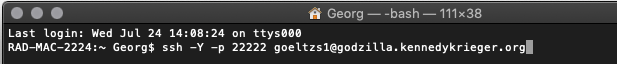 Georg — -bash — 111×38
Last login: Wed Jul 24 14:08:24 on ttys000
RAD-MAC-2224:~ Georg$ ssh -Y -p 22222 goeltzs1@godzilla.kennedykrieger.org